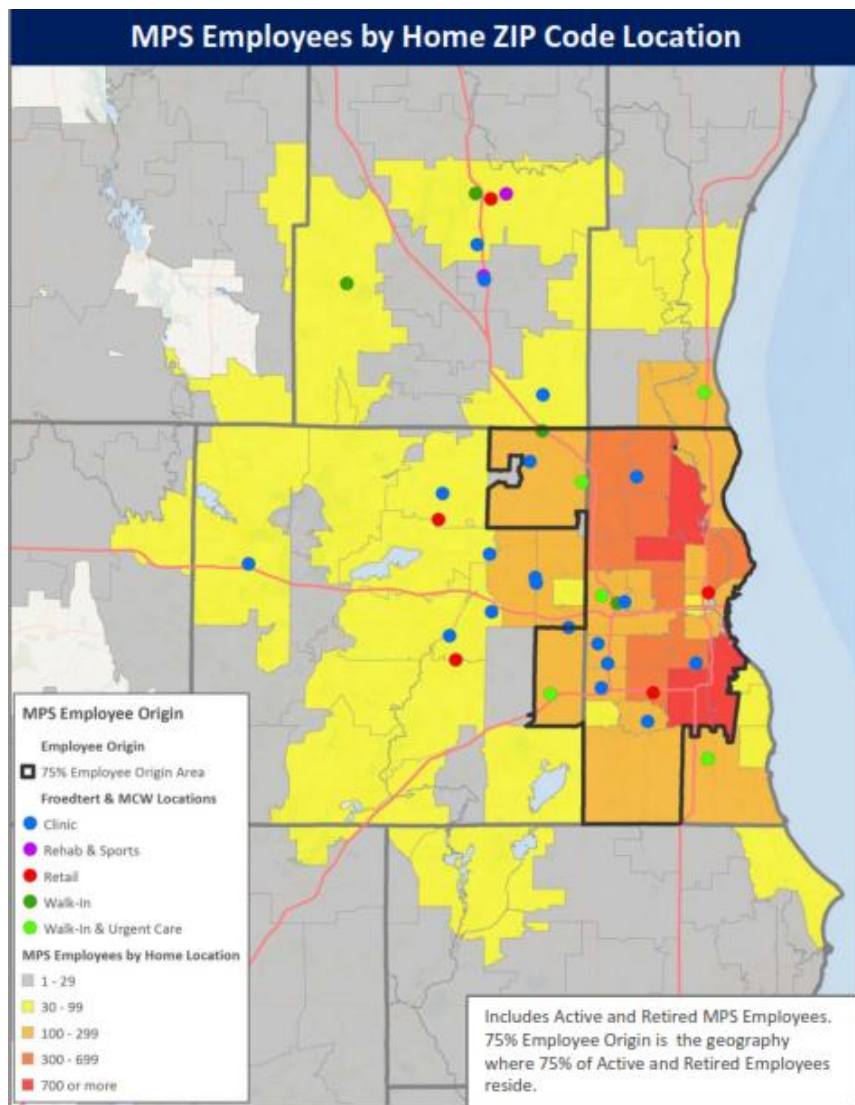 MPS Employees by Home ZIP Code Location
MPS Employee Origin
Employee Origin
75% Employee Origin Area
Froedtert & MCW Locations
Clinic
Rehab & Sports
Retail
Walk-In
Walk-In & Urgent Care
MPS Employees by Home Location
1 - 29
30 - 99
100 - 299
300 - 699
700 or more
Includes Active and Retired MPS Employees.
75% Employee Origin is the geography
where 75% of Active and Retired Employees
reside.